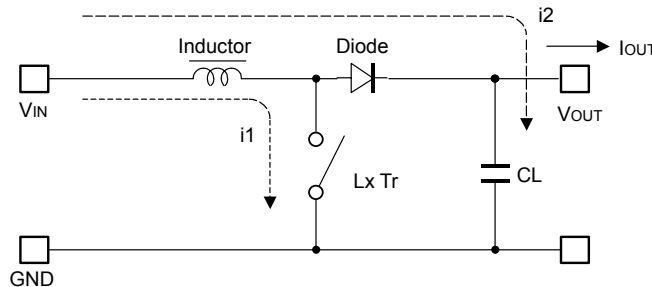 i2
Inductor
Diode
IOUT
VIN
VOUT
i1
Lx Tr
CL
GND